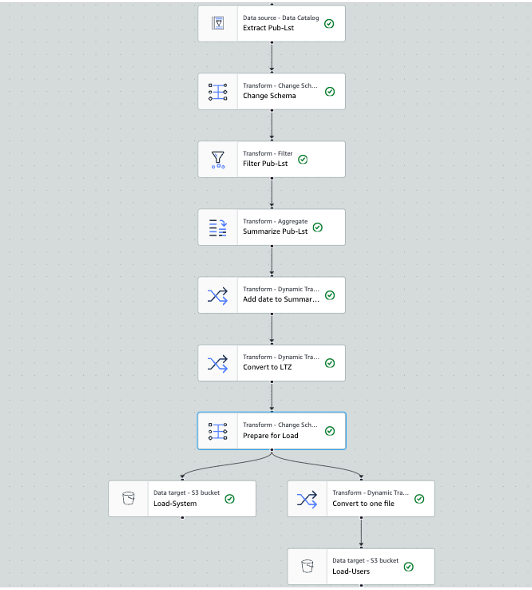 Data source - Data Catalog
Extract Pub-Lst
Transform - Change Sch...
Change Schema
Transform - Filter
Filter Pub-Lst
Transform - Aggregate
Summarize Pub-Lst
Transform - Dynamic Tra...
Add date to Summar...
Transform - Dynamic Tra...
Convert to LTZ
Transform - Change Sch...
Prepare for Load
Data target - S3 bucket
Load-System
Transform - Dynamic Tra...
Convert to one file
Data target - S3 bucket
Load-Users